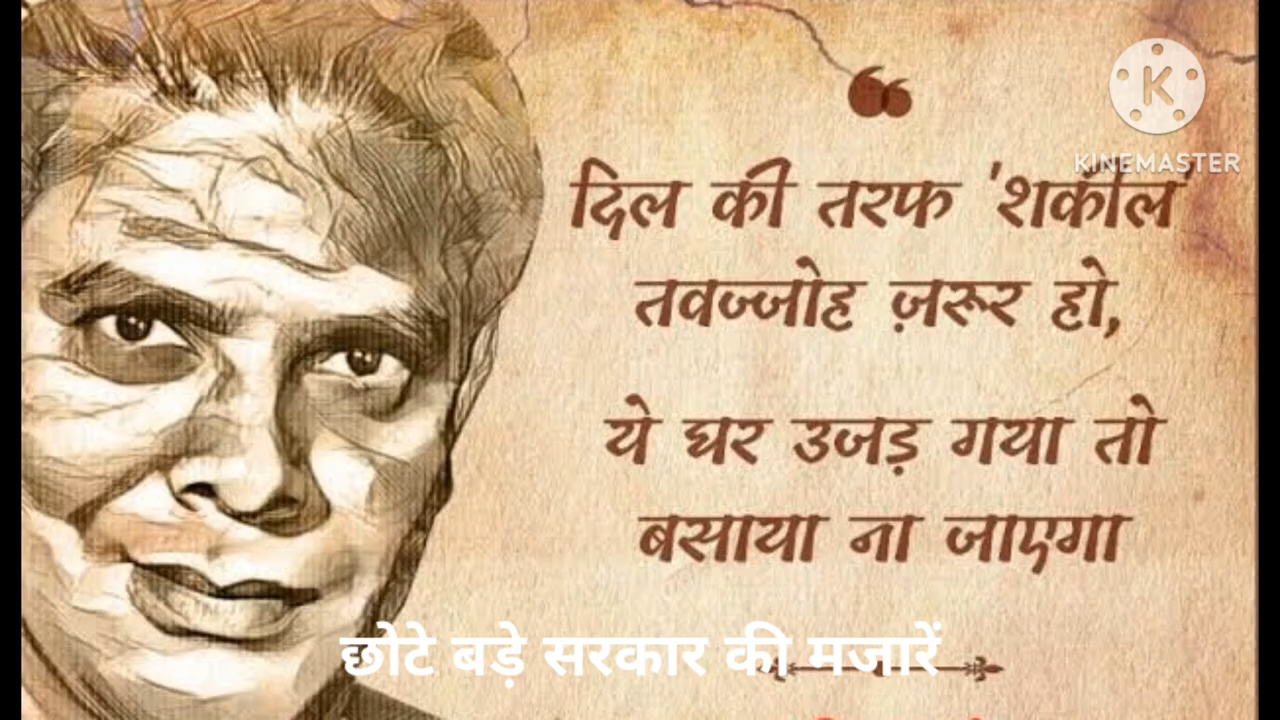 KINEMASTER
दिल की तरफ 'शकील'
तवज्जोह ज़रूर हो,
ये घर उजड़ गया तो
बसाया ना जाएगा
छोटे बड़े सरकार की मजारें